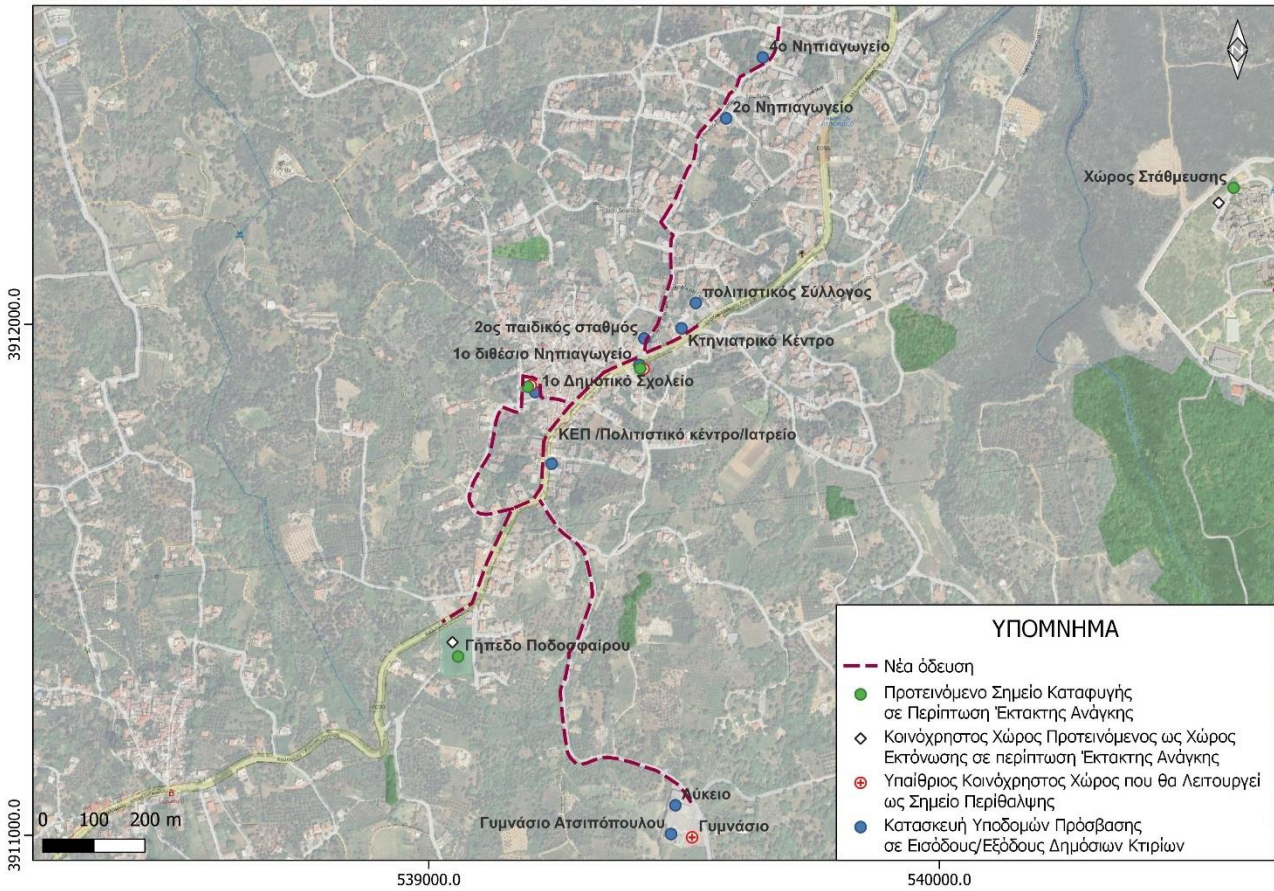 4ο Νηπιαγωγείο
N
2ο Νηπιαγωγείο
Χώρος Στάθμευσης
πολιτιστικός Σύλλογος
3912000.0
2ος παιδικός σταθμός
Κτηνιατρικό Κέντρο
1ο διθέσιο Νηπιαγωγείο
1ο Δημοτικό Σχολείο
ΚΕΠ /Πολιτιστικό κέντρο/Ιατρείο
Γήπεδο Ποδοσφαίρου
Λύκειο
Γυμνάσιο Ατσιπόπουλου
Γυμνάσιο
3911000.0
0 100 200 m
539000.0
540000.0
ΥΠΟΜΝΗΜΑ
Νέα όδευση
Προτεινόμενο Σημείο Καταφυγής
σε Περίπτωση Έκτακτης Ανάγκης
Κοινόχρηστος Χώρος Προτεινόμενος ως Χώρος
Εκτόνωσης σε περίπτωση Έκτακτης Ανάγκης
Υπαίθριος Κοινόχρηστος Χώρος που θα Λειτουργεί
ως Σημείο Περίθαλψης
Κατασκευή Υποδομών Πρόσβασης
σε Εισόδους/Εξόδους Δημόσιων Κτιρίων